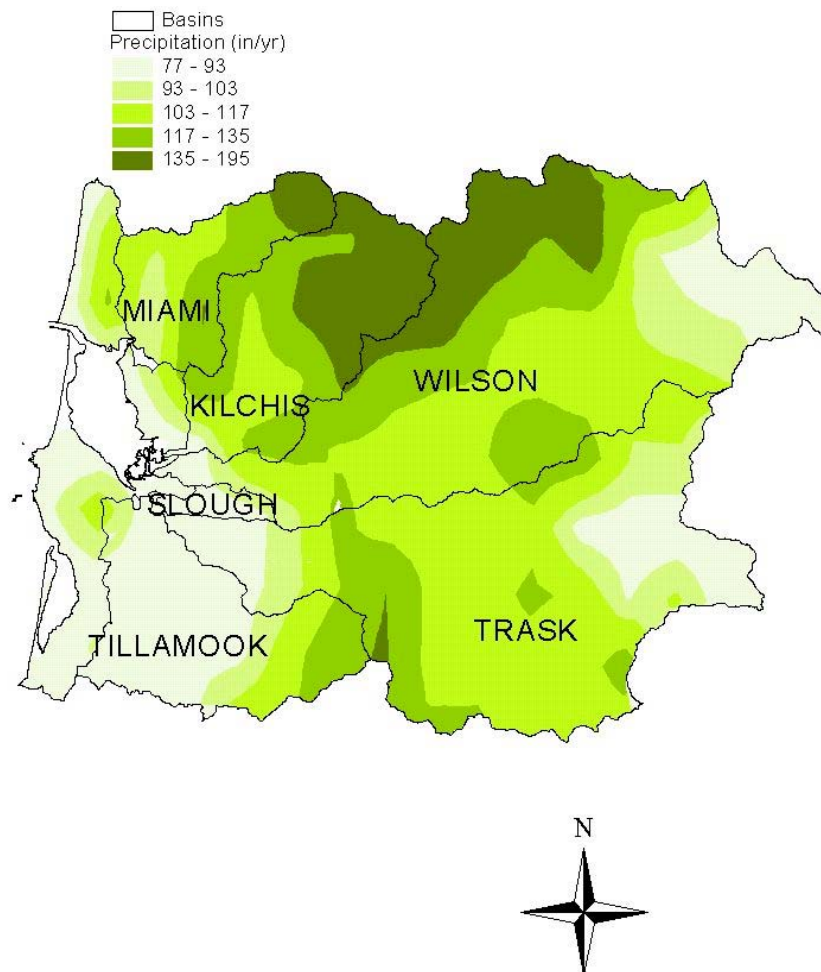 Basins
Precipitation (in/yr)
77 - 93
93 - 103
103 - 117
117 - 135
135 - 195
MIAMI
WILSON
KILCHIS
SLOUGH
TRASK
TILLAMOOK
N